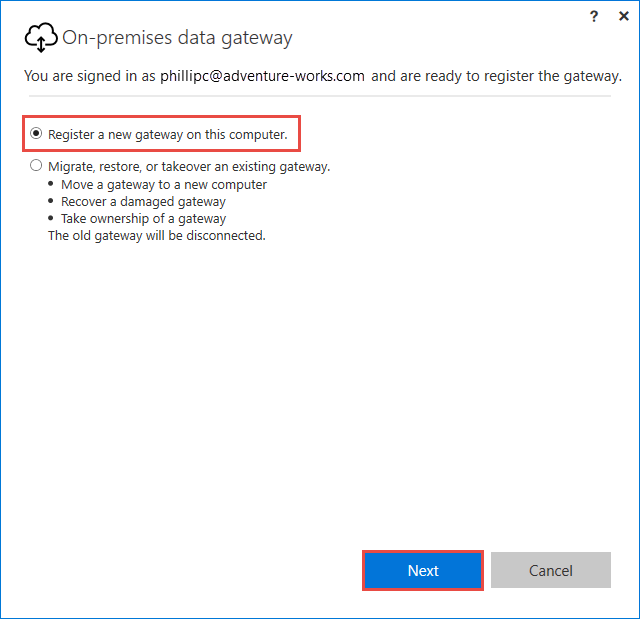 ?
On-premises data gateway
You are signed in as phillipc@adventure-works.com and are ready to register the gateway.
Register a new gateway on this computer.
Migrate, restore, or takeover an existing gateway.
• Move a gateway to a new computer
• Recover a damaged gateway
• Take ownership of a gateway
The old gateway will be disconnected.
Next Cancel